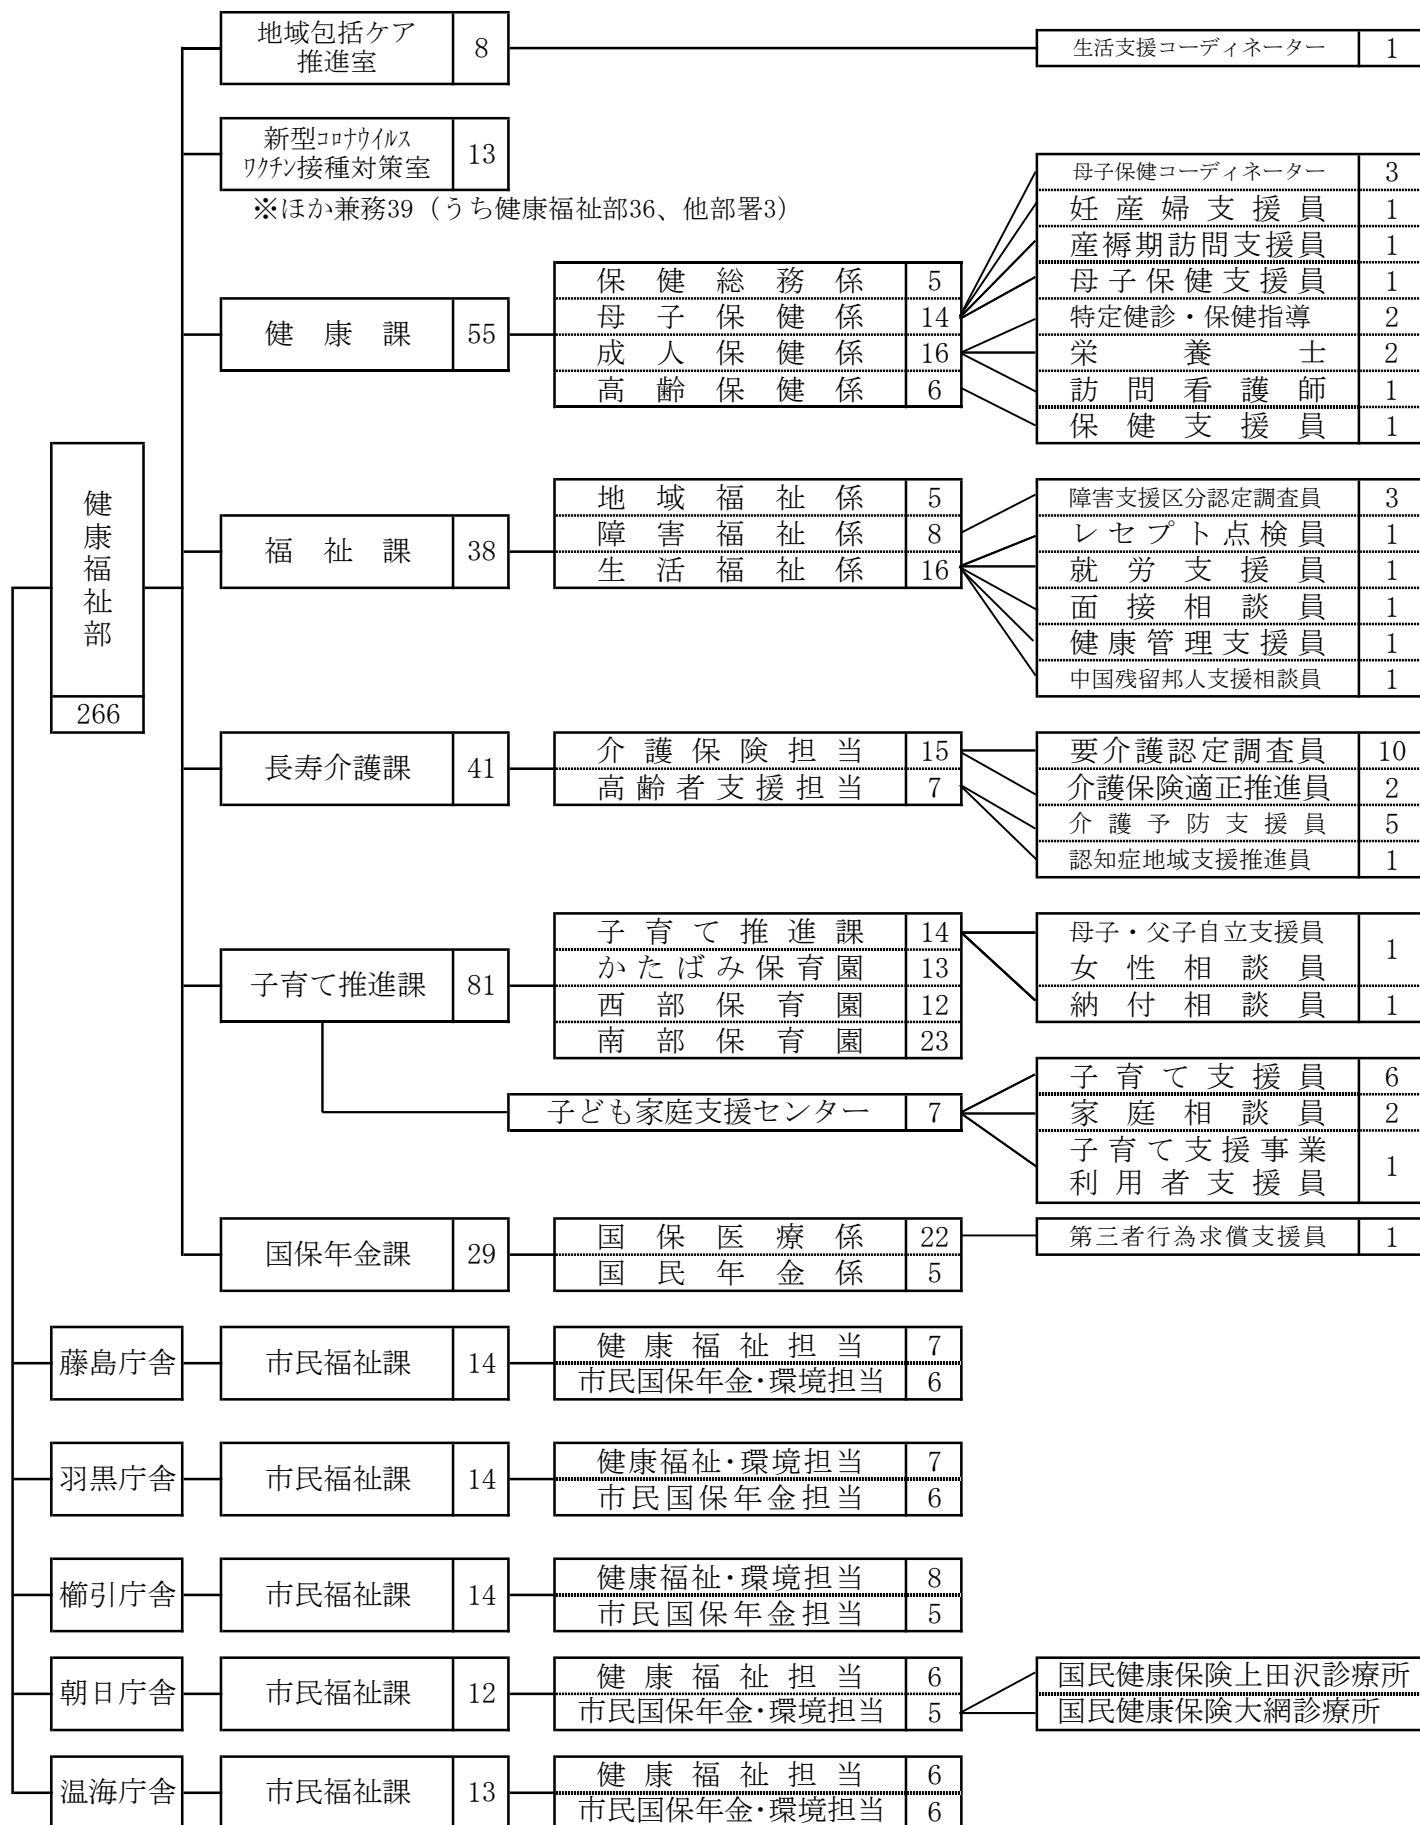 地域包括ケア
推進室
8
生活支援コーディネーター 1
新型コロナウイルス
ワクチン接種対策室
13
※ほか兼務39（うち健康福祉部36、他部署3）
健康課 55
保健総務係 5
母子保健係 14
成人保健係 16
高齢保健係 6
母子保健コーディネーター 3
妊産婦支援員 1
産褥期訪問支援員 1
母子保健支援員 1
特定健診・保健指導 2
栄養士 2
訪問看護師 1
保健支援員 1
健康福祉部
266
福祉課 38
地域福祉係 5
障害福祉係 8
生活福祉係 16
障害支援区分認定調査員 3
レセプト点検員 1
就労支援員 1
面接相談員 1
健康管理支援員 1
中国残留邦人支援相談員 1
長寿介護課 41
介護保険担当 15
高齢者支援担当 7
要介護認定調査員 10
介護保険適正推進員 2
介護予防支援員 5
認知症地域支援推進員 1
子育て推進課 81
子育て推進課 14
かたばみ保育園 13
西部保育園 12
南部保育園 23
母子・父子自立支援員
女性相談員
1
納付相談員 1
子ども家庭支援センター 7
子育て支援員 6
家庭相談員 2
子育て支援事業
利用者支援員
1
国保年金課 29
国保医療係 22
国民年金係 5
第三者行為求償支援員 1
藤島庁舎
市民福祉課 14
健康福祉担当 7
市民国保年金・環境担当 6
羽黒庁舎
市民福祉課 14
健康福祉・環境担当 7
市民国保年金担当 6
櫛引庁舎
市民福祉課 14
健康福祉・環境担当 8
市民国保年金担当 5
朝日庁舎
市民福祉課 12
健康福祉担当 6
市民国保年金・環境担当 5
国民健康保険上田沢診療所
国民健康保険大網診療所
温海庁舎
市民福祉課 13
健康福祉担当 6
市民国保年金・環境担当 6